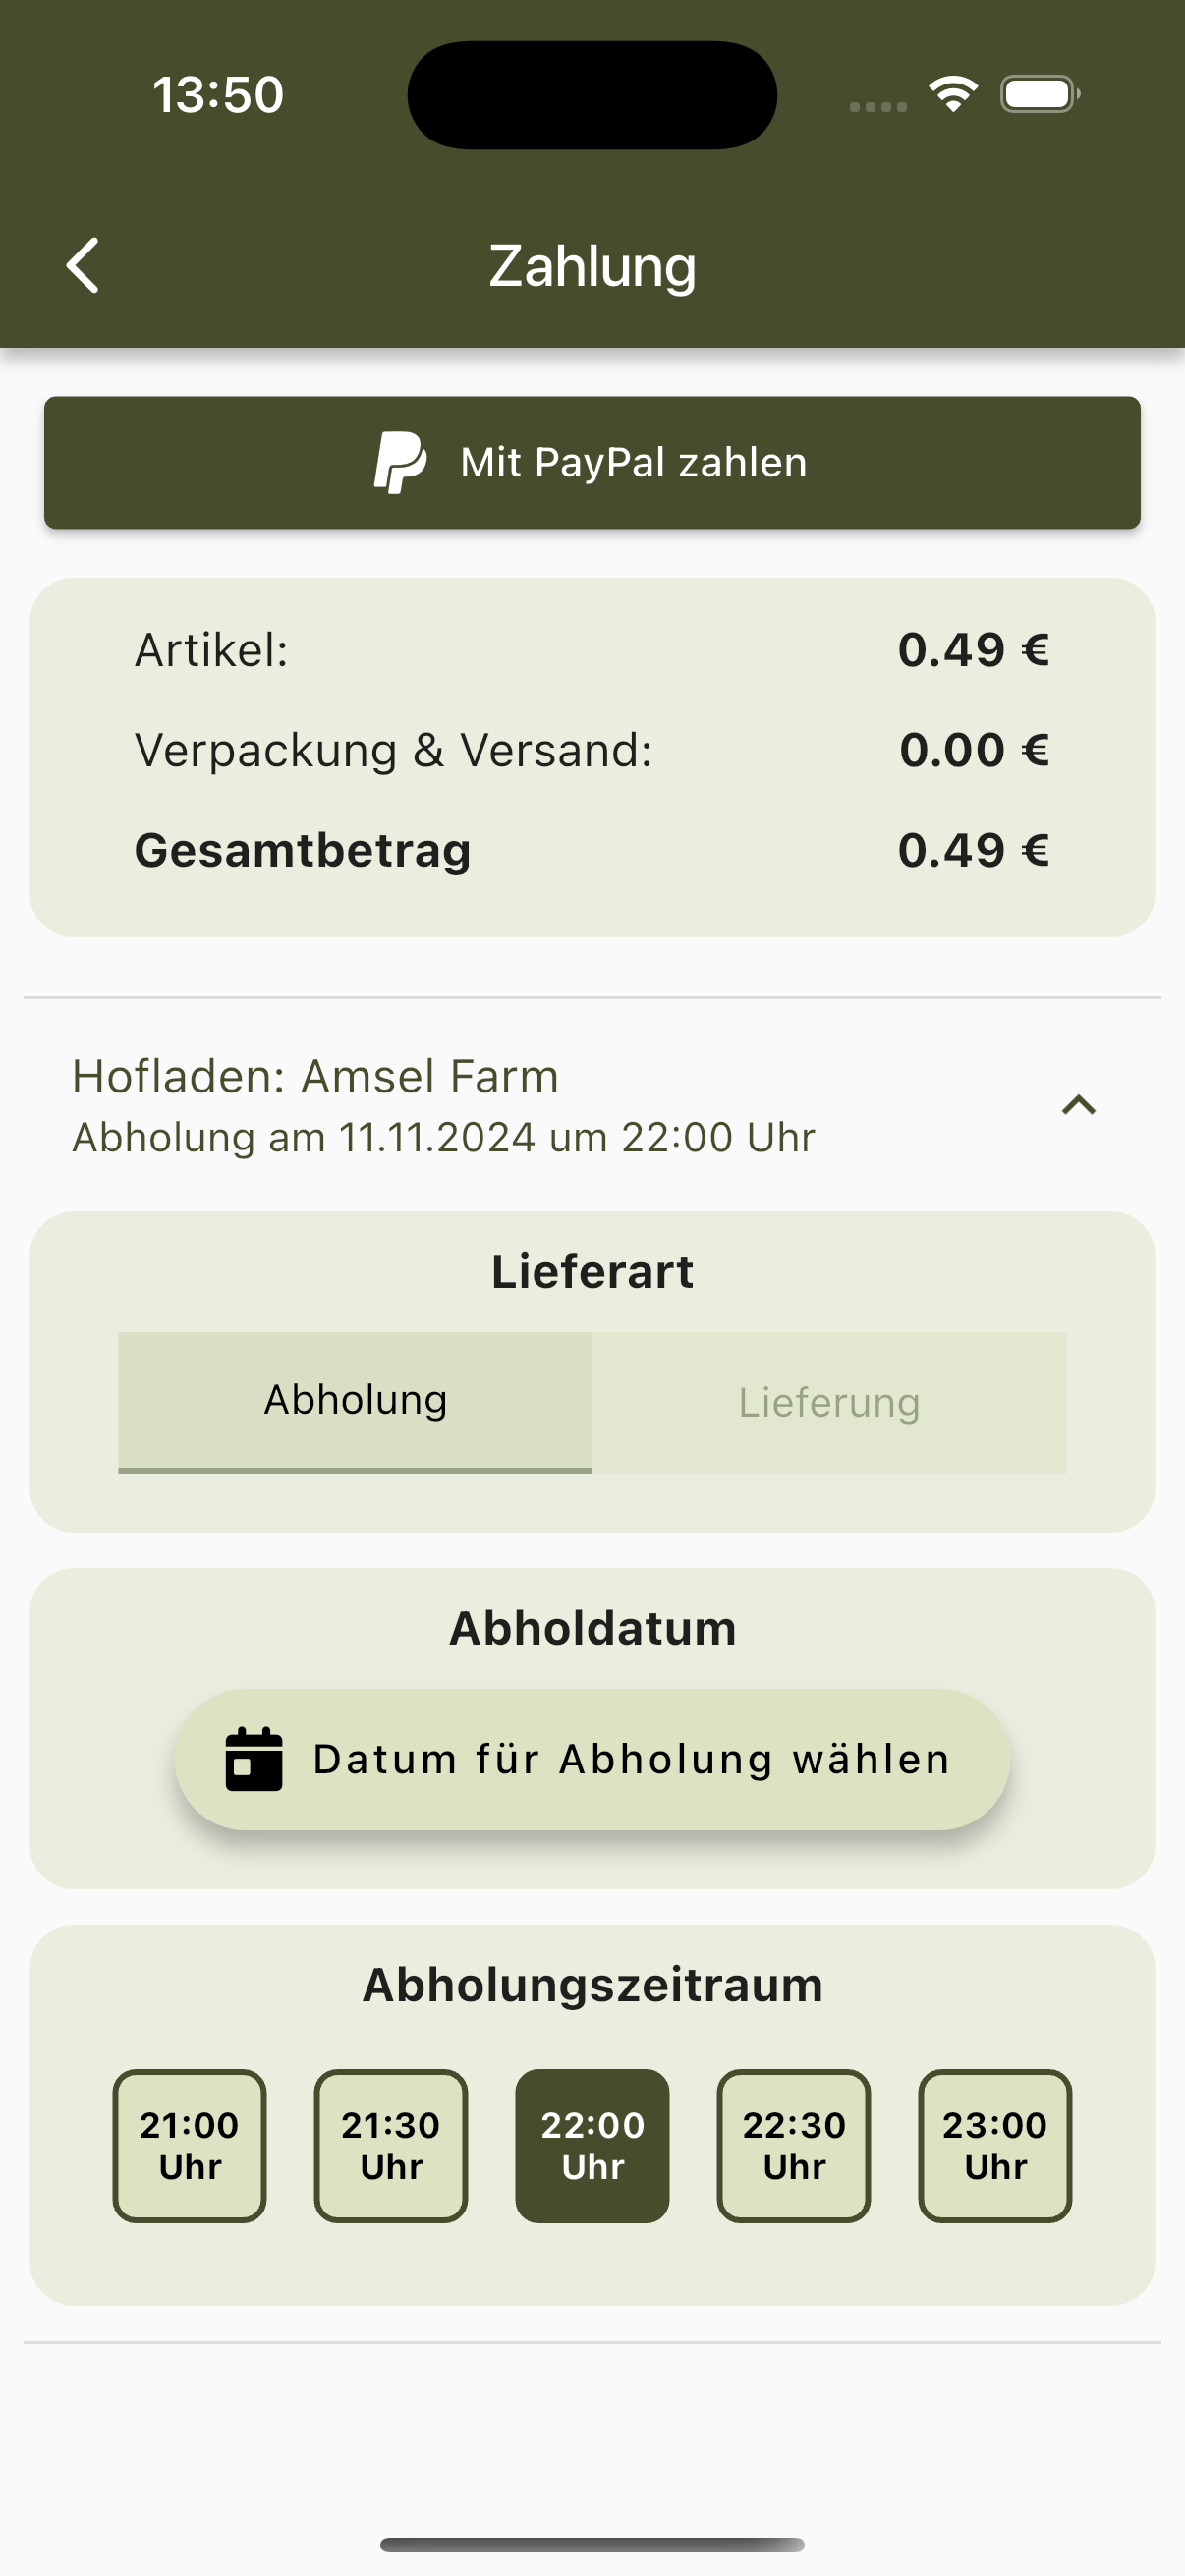 13:50
Zahlung
Mit PayPal zahlen
Artikel: 0.49 €
Verpackung & Versand: 0.00 €
Gesamtbetrag 0.49 €
Hofladen: Amsel Farm
Abholung am 11.11.2024 um 22:00 Uhr
Lieferart
Abholung Lieferung
Abholdatum
Datum für Abholung wählen
Abholungszeitraum
21:00 21:30 22:00 22:30 23:00
Uhr Uhr Uhr Uhr Uhr